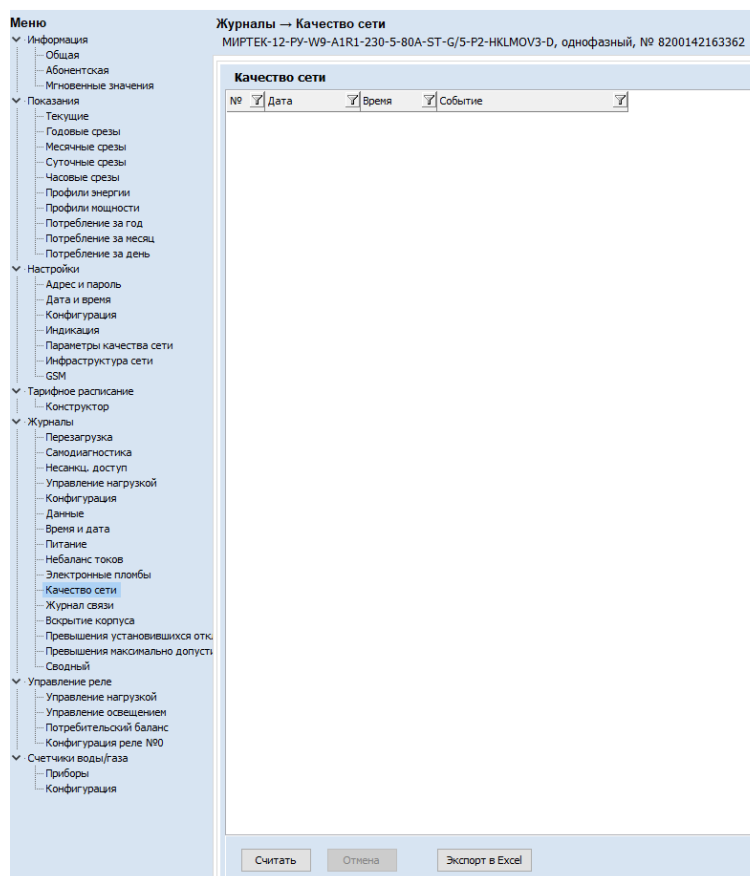 Меню
Информация
Общая
Абонентская
Мгновенные значения
Показания
Текущие
Годовые срезы
Месячные срезы
Суточные срезы
Часовые срезы
Профили энергии
Профили мощности
Потребление за год
Потребление за месяц
Потребление за день
Настройки
Адрес и пароль
Дата и время
Конфигурация
Индикация
Параметры качества сети
Инфраструктура сети
GSM
Тарифное расписание
Конструктор
Журналы
Перезагрузка
Самодиагностика
Несанкц. доступ
Управление нагрузкой
Конфигурация
Данные
Время и дата
Питание
Небаланс токов
Электронные пломбы
Качество сети
Журнал связи
Вскрытие корпуса
Превышения установившихся отк
Превышения максимально допусти
Сводный
Управление реле
Управление нагрузкой
Управление освещением
Потребительский баланс
Конфигурация реле №0
Счетчики воды/газа
Приборы
Конфигурация
Журналы → Качество сети
МИРТЕК-12-РУ-W9-A1R1-230-5-80A-ST-G/5-P2-HKLMOV3-D, однофазный, № 8200142163362
Качество сети
№ Дата Время Событие
Считать Отмена Экспорт в Excel